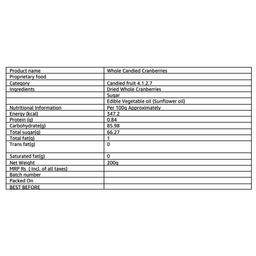 Product name Whole Candied Cranberries
Proprietary food
Category Candied fruit 4.1.2.7
Ingredients Dried Whole Cranberries
Sugar
Edible Vegetable oil (Sunflower oil)
Nutritional Information Per 100g Approximately
Energy (kcal) 347.2
Protein (g) 0.84
Carbohydrate(g) 85.98
Total sugar(g) 66.27
Total fat(g) 1
Trans fat(g) 0
Saturated fat(g) 0
Net Weight 200g
MRP Rs ( Incl. of all taxes)
Batch number
Packed On
BEST BEFORE